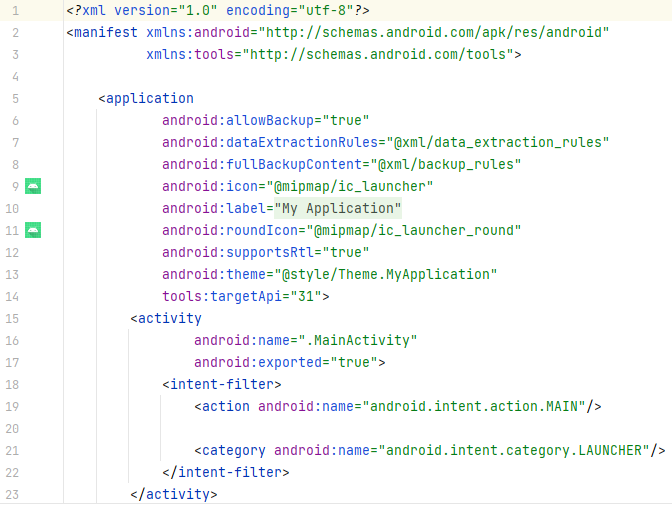 1 <?xml version="1.0" encoding="utf-8"?>
2 <manifest xmlns:android="http://schemas.android.com/apk/res/android"
3 xmlns:tools="http://schemas.android.com/tools">
4
5 <application
6 android:allowBackup="true"
7 android:dataExtractionRules="@xml/data_extraction_rules"
8 android:fullBackupContent="@xml/backup_rules"
9 android:icon="@mipmap/ic_launcher"
10 android:label="My Application"
11 android:roundIcon="@mipmap/ic_launcher_round"
12 android:supportsRtl="true"
13 android:theme="@style/Theme.MyApplication"
14 tools:targetApi="31">
15 <activity
16 android:name=".MainActivity"
17 android:exported="true">
18 <intent-filter>
19 <action android:name="android.intent.action.MAIN"/>
20
21 <category android:name="android.intent.category.LAUNCHER"/>
22 </intent-filter>
23 </activity>